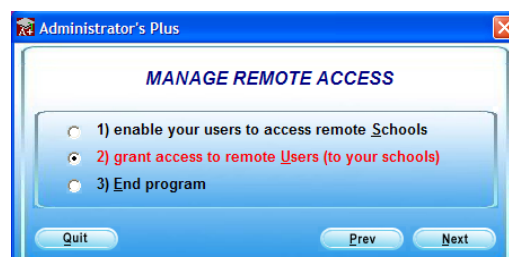 Administrator's Plus
MANAGE REMOTE ACCESS
1) enable your users to access remote Schools
2) grant access to remote Users (to your schools)
3) End program
Quit Prev Next